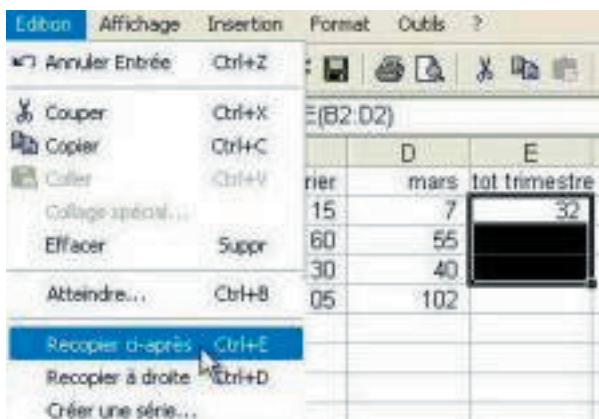 Edition Affichage Insertion Format Outils ?
Annuler Entrée Ctrl+Z
Couper Ctrl+X
E(B2:D2)
Copier Ctrl+C
D E
Coller Ctrl+V
rier mars tot trimestre
Collage spécial...
15 7 32
Effacer Suppr
60 55
30 40
Atteindre... Ctrl+B
05 102
Recopier ci-après Ctrl+E
Recopier à droite Ctrl+D
Créer une série...